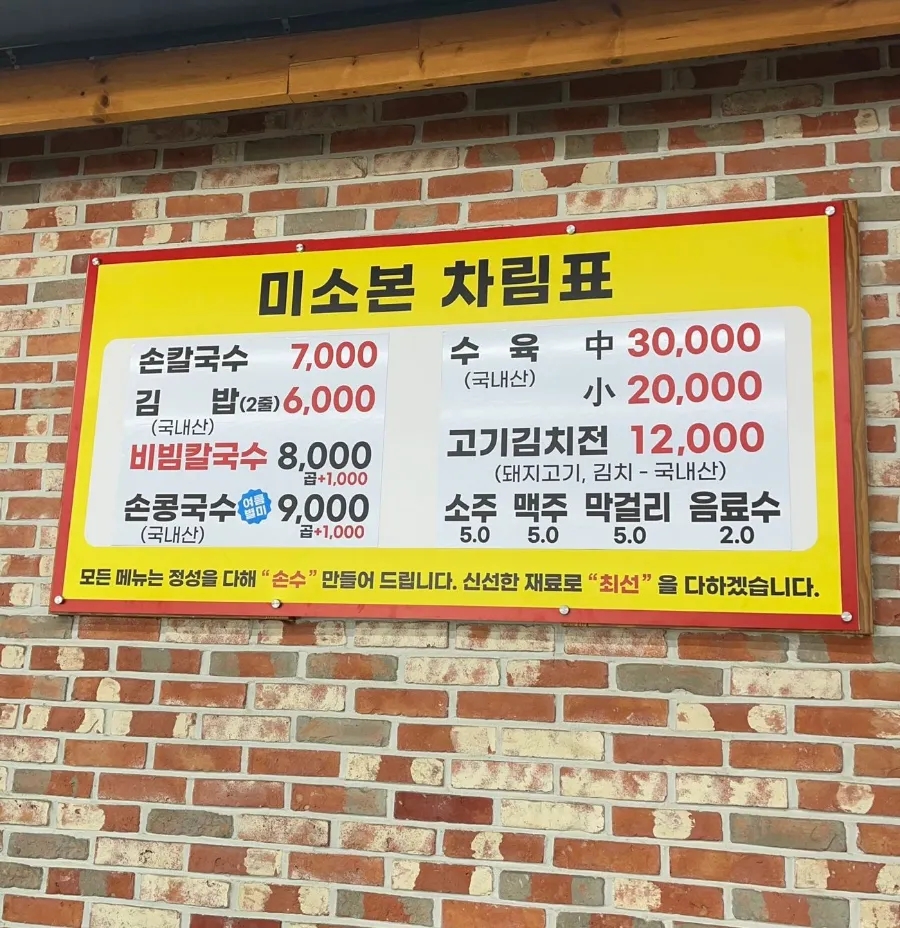 미소본 차림표
손칼국수 7,000
김 밥(2줄) 6,000
(국내산)
비빔칼국수 8,000
곱+1,000
손콩국수 여름별미 9,000
(국내산) 곱+1,000
수 육 中 30,000
(국내산) 小 20,000
고기김치전 12,000
(돼지고기, 김치 - 국내산)
소주 맥주 막걸리 음료수
5.0 5.0 5.0 2.0
모든 메뉴는 정성을 다해 “손수” 만들어 드립니다. 신선한 재료로 “최선” 을 다하겠습니다.